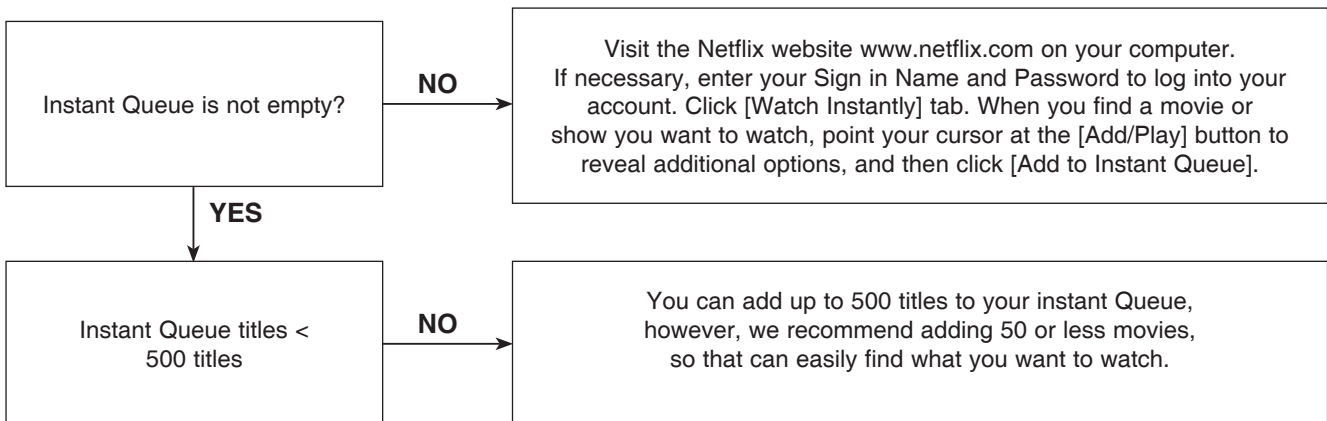 Instant Queue is not empty?
NO
Visit the Netflix website www.netflix.com on your computer.
If necessary, enter your Sign in Name and Password to log into your
account. Click [Watch Instantly] tab. When you find a movie or
show you want to watch, point your cursor at the [Add/Play] button to
reveal additional options, and then click [Add to Instant Queue].
YES
Instant Queue titles <
500 titles
NO
You can add up to 500 titles to your instant Queue,
however, we recommend adding 50 or less movies,
so that can easily find what you want to watch.